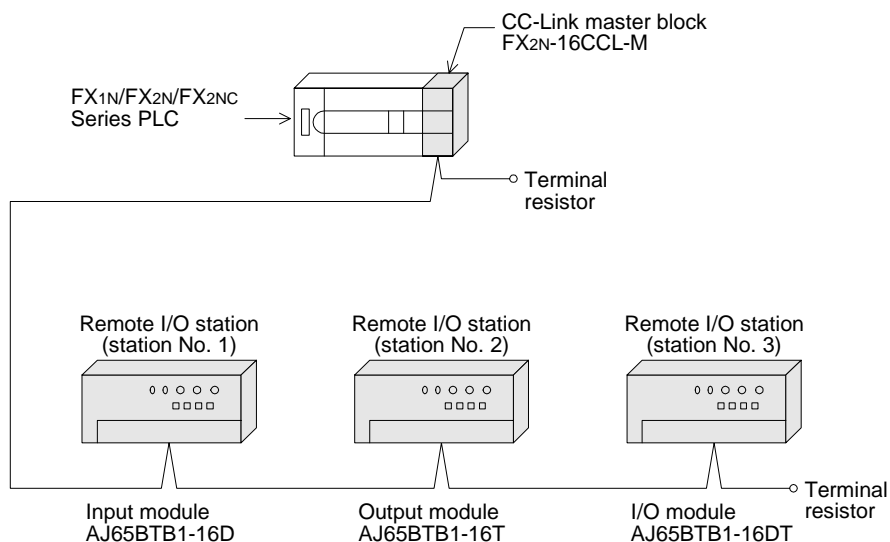 CC-Link master block
FX2N-16CCL-M
FX1N/FX2N/FX2NC
Series PLC
Terminal
resistor
Remote I/O station
(station No. 1)
Remote I/O station
(station No. 2)
Remote I/O station
(station No. 3)
Input module
AJ65BTB1-16D
Output module
AJ65BTB1-16T
I/O module
AJ65BTB1-16DT
Terminal
resistor